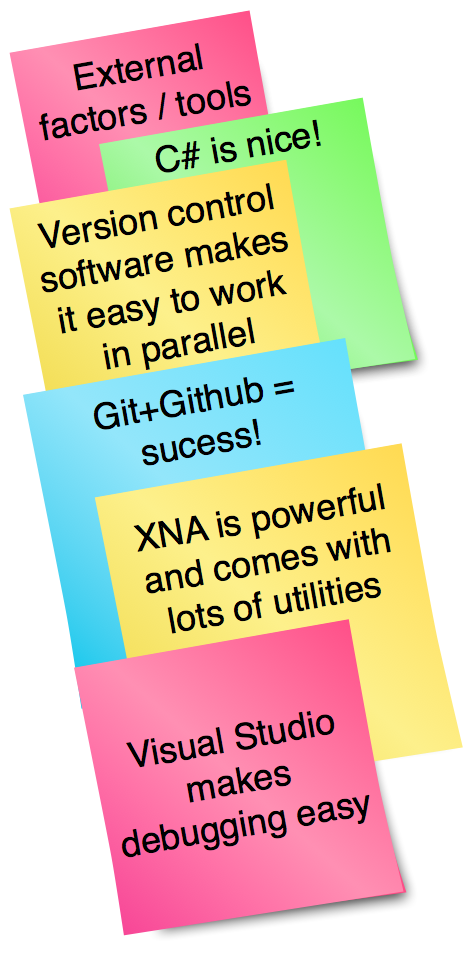 External
factors / tools
C# is nice!
Version control
software makes
it easy to work
in parallel
Git+Github =
sucess!
XNA is powerful
and comes with
lots of utilities
Visual Studio
makes
debugging easy